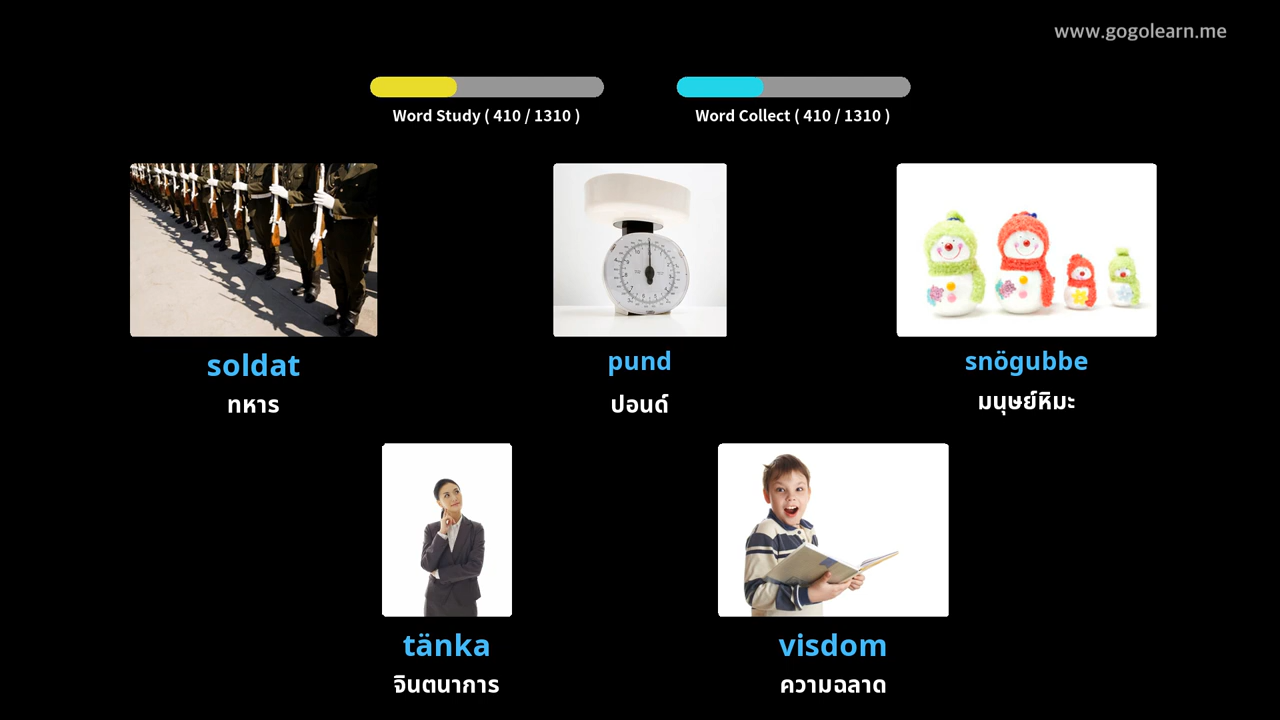 www.gogolearn.me
Word Study ( 410 / 1310 )
Word Collect ( 410 / 1310 )
soldat
ทหาร
pund
ปอนด์
snögubbe
มนุษย์หิมะ
tänka
จินตนาการ
visdom
ความฉลาด